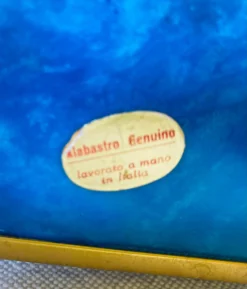 Alabastro Genuino
lavorato a mano
in Italia